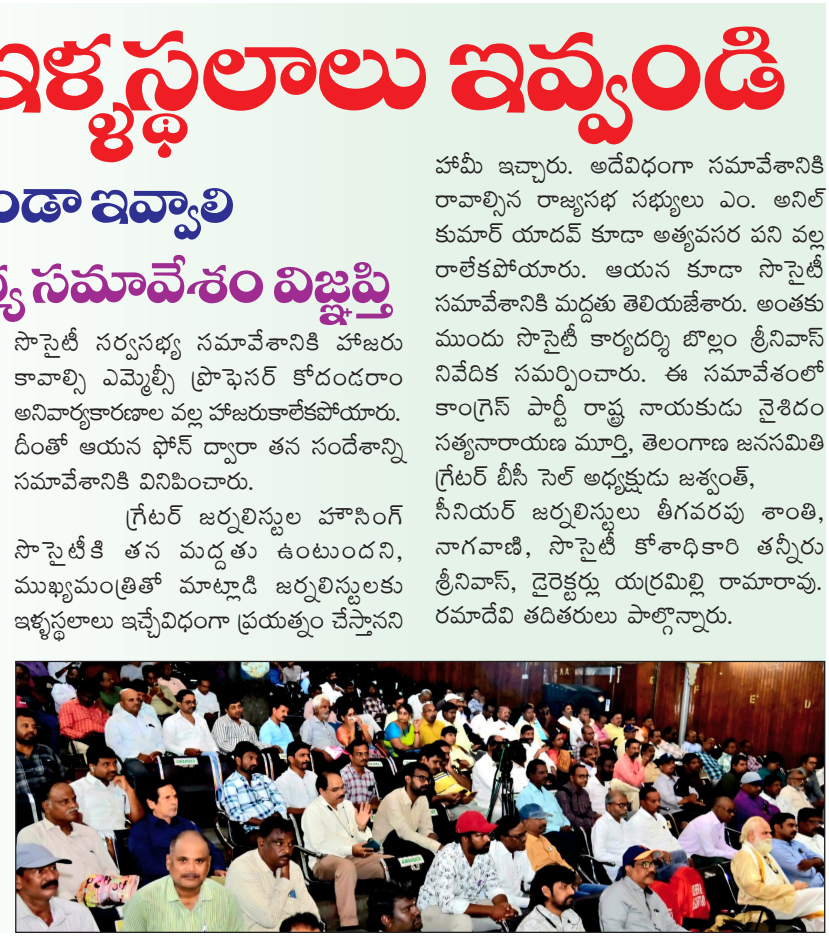 ఇళ్ళస్థలాలు ఇవ్వండి
ఇవ్వాలి
సమావేశం విజ్ఞప్తి
సొసైటీ సర్వసభ్య సమావేశానికి హాజరు
కావాల్సి ఎమ్మెల్సీ ప్రొఫెసర్ కోదండరాం
అనివార్యకారణాల వల్ల హాజరుకాలేకపోయారు.
దీంతో ఆయన ఫోన్ ద్వారా తన సందేశాన్ని
సమావేశానికి వినిపించారు.
గ్రేటర్ జర్నలిస్టుల హౌసింగ్
సొసైటీకి తన మద్దతు ఉంటుందని,
ముఖ్యమంత్రితో మాట్లాడి జర్నలిస్టులకు
ఇళ్ళస్థలాలు ఇచ్చేవిధంగా ప్రయత్నం చేస్తానని
హామీ ఇచ్చారు. అదేవిధంగా సమావేశానికి
రావాల్సిన రాజ్యసభ సభ్యులు ఎం. అనిల్
కుమార్ యాదవ్ కూడా అత్యవసర పని వల్ల
రాలేకపోయారు. ఆయన కూడా సొసైటీ
సమావేశానికి మద్దతు తెలియజేశారు. అంతకు
ముందు సొసైటీ కార్యదర్శి బొల్లం శ్రీనివాస్
నివేదిక సమర్పించారు. ఈ సమావేశంలో
కాంగ్రెస్ పార్టీ రాష్ట్ర నాయకుడు నైశిదం
సత్యనారాయణ మూర్తి, తెలంగాణ జనసమితి
గ్రేటర్ బీసీ సెల్ అధ్యక్షుడు జశ్వంత్,
సీనియర్ జర్నలిస్టులు తీగవరపు శాంతి,
నాగవాణి, సొసైటీ కోశాధికారి తన్నీరు
శ్రీనివాస్, డైరెక్టర్లు యర్రమిల్లి రామారావు.
రమాదేవి తదితరులు పాల్గొన్నారు.